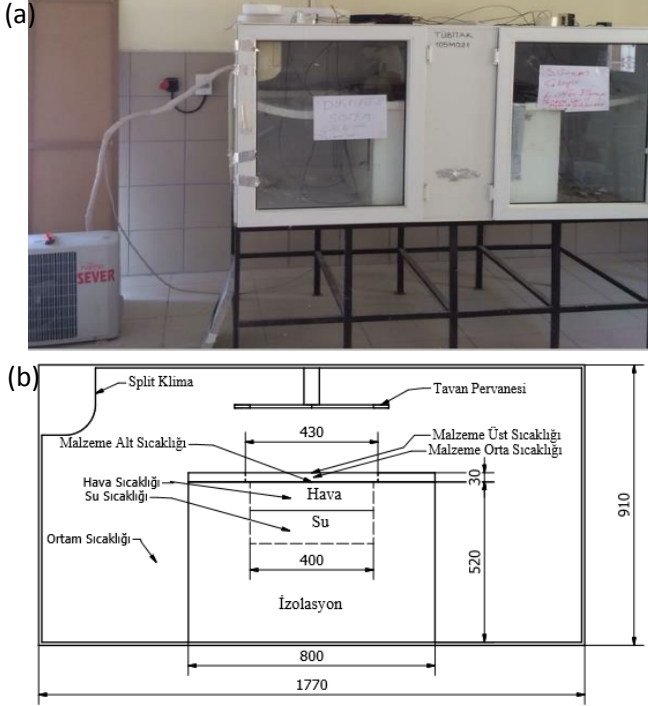 (a)
TÜBİTAK
105M021
SEVER
(b)
Split Klima
Tavan Pervanesi
Malzeme Alt Sıcaklığı
430
Malzeme Üst Sıcaklığı
Malzeme Orta Sıcaklığı
Hava Sıcaklığı
Hava
30
Su Sıcaklığı
Su
910
Ortam Sıcaklığı
400
520
İzolasyon
800
1770